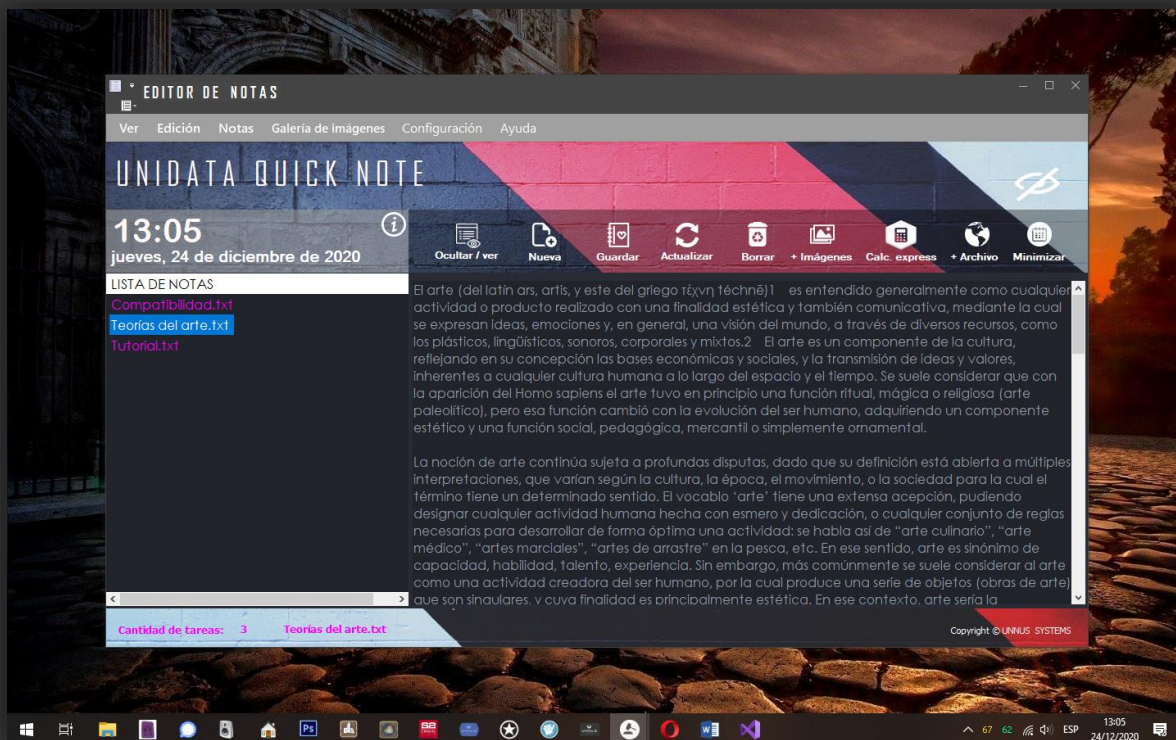 EDITOR DE NOTAS
Ver Edición Notas Galería de imágenes Configuración Ayuda
UNIDATA QUICK NOTE
13:05
jueves, 24 de diciembre de 2020
Ocultar / ver Nueva Guardar Actualizar Borrar + Imágenes Calc. express + Archivo Minimizar
LISTA DE NOTAS
Compatibilidad.txt
Teorías del arte.txt
Tutorial.txt
El arte (del latín ars, artis, y este del griego τέχνη téchnē)1 es entendido generalmente como cualquier
actividad o producto realizado con una finalidad estética y también comunicativa, mediante la cual
se expresan ideas, emociones y, en general, una visión del mundo, a través de diversos recursos, como
los plásticos, lingüísticos, sonoros, corporales y mixtos.2 El arte es un componente de la cultura,
reflejando en su concepción las bases económicas y sociales, y la transmisión de ideas y valores,
inherentes a cualquier cultura humana a lo largo del espacio y el tiempo. Se suele considerar que con
la aparición del Homo sapiens el arte tuvo en principio una función ritual, mágica o religiosa (arte
paleolítico), pero esa función cambió con la evolución del ser humano, adquiriendo un componente
estético y una función social, pedagógica, mercantil o simplemente ornamental.
La noción de arte continúa sujeta a profundas disputas, dado que su definición está abierta a múltiples
interpretaciones, que varían según la cultura, la época, el movimiento, o la sociedad para la cual el
término tiene un determinado sentido. El vocablo ‘arte’ tiene una extensa acepción, pudiendo
designar cualquier actividad humana hecha con esmero y dedicación, o cualquier conjunto de reglas
necesarias para desarrollar de forma óptima una actividad: se habla así de “arte culinario”, “arte
médico”, “artes marciales”, “artes de arrastre” en la pesca, etc. En ese sentido, arte es sinónimo de
capacidad, habilidad, talento, experiencia. Sin embargo, más comúnmente se suele considerar al arte
como una actividad creadora del ser humano, por la cual produce una serie de objetos (obras de arte)
que son singulares, y cuya finalidad es principalmente estética. En ese contexto, arte sería la
Cantidad de tareas: 3 Teorías del arte.txt
Copyright © UNNUS SYSTEMS
Ps
67 62 ESP
13:05
24/12/2020